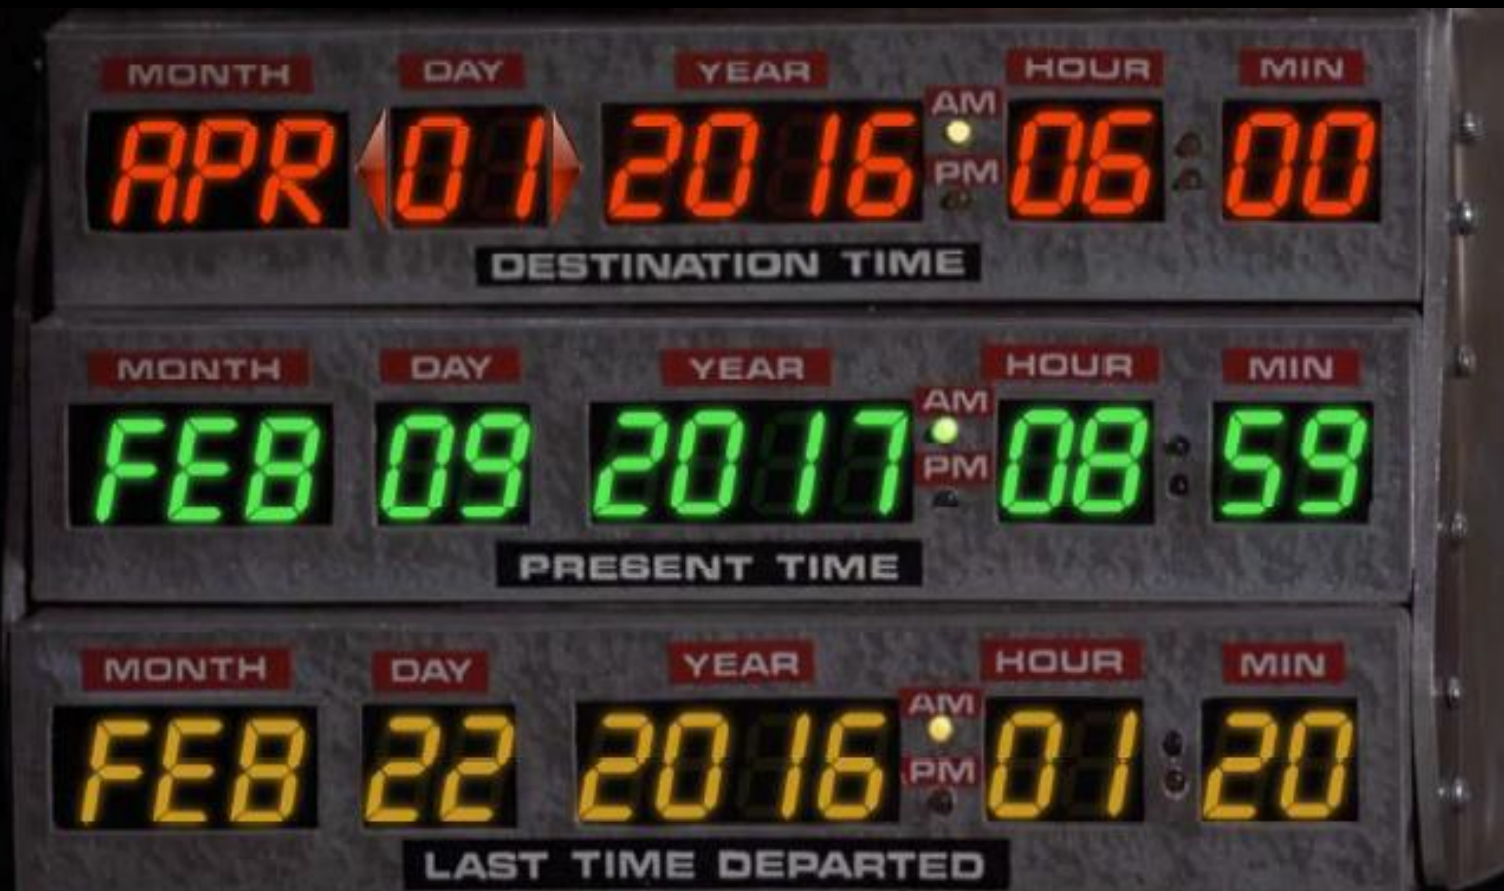 MONTH DAY YEAR HOUR MIN
AM
APR 01 2016 06 00
PM
DESTINATION TIME
MONTH DAY YEAR HOUR MIN
AM
FEB 09 2017 08 59
PM
PRESENT TIME
MONTH DAY YEAR HOUR MIN
AM
FEB 22 2016 01 20
PM
LAST TIME DEPARTED